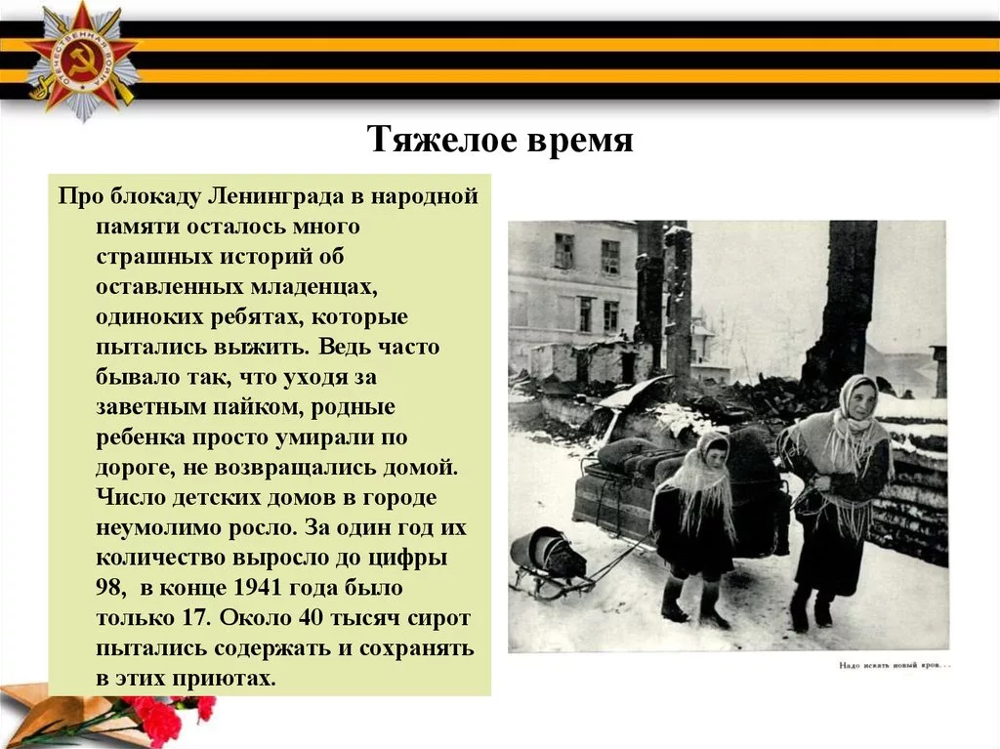 ОТЕЧЕСТВЕННАЯ ВОЙНА
Тяжелое время
Про блокаду Ленинграда в народной
памяти осталось много
страшных историй об
оставленных младенцах,
одиноких ребятах, которые
пытались выжить. Ведь часто
бывало так, что уходя за
заветным пайком, родные
ребенка просто умирали по
дороге, не возвращались домой.
Число детских домов в городе
неумолимо росло. За один год их
количество выросло до цифры
98,  в конце 1941 года было
только 17. Около 40 тысяч сирот
пытались содержать и сохранять
в этих приютах.
Надо искать новый кров...